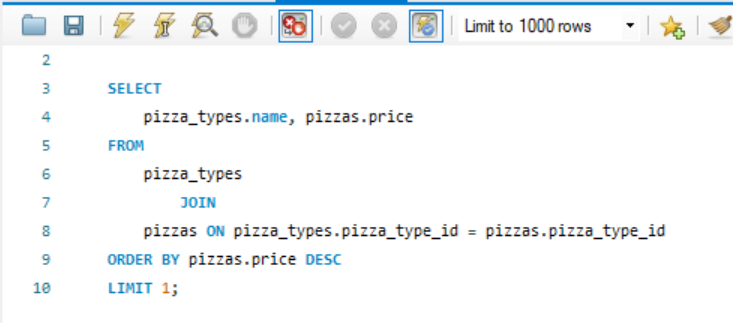 Limit to 1000 rows
2
3 SELECT
4 pizza_types.name, pizzas.price
5 FROM
6 pizza_types
7 JOIN
8 pizzas ON pizza_types.pizza_type_id = pizzas.pizza_type_id
9 ORDER BY pizzas.price DESC
10 LIMIT 1;